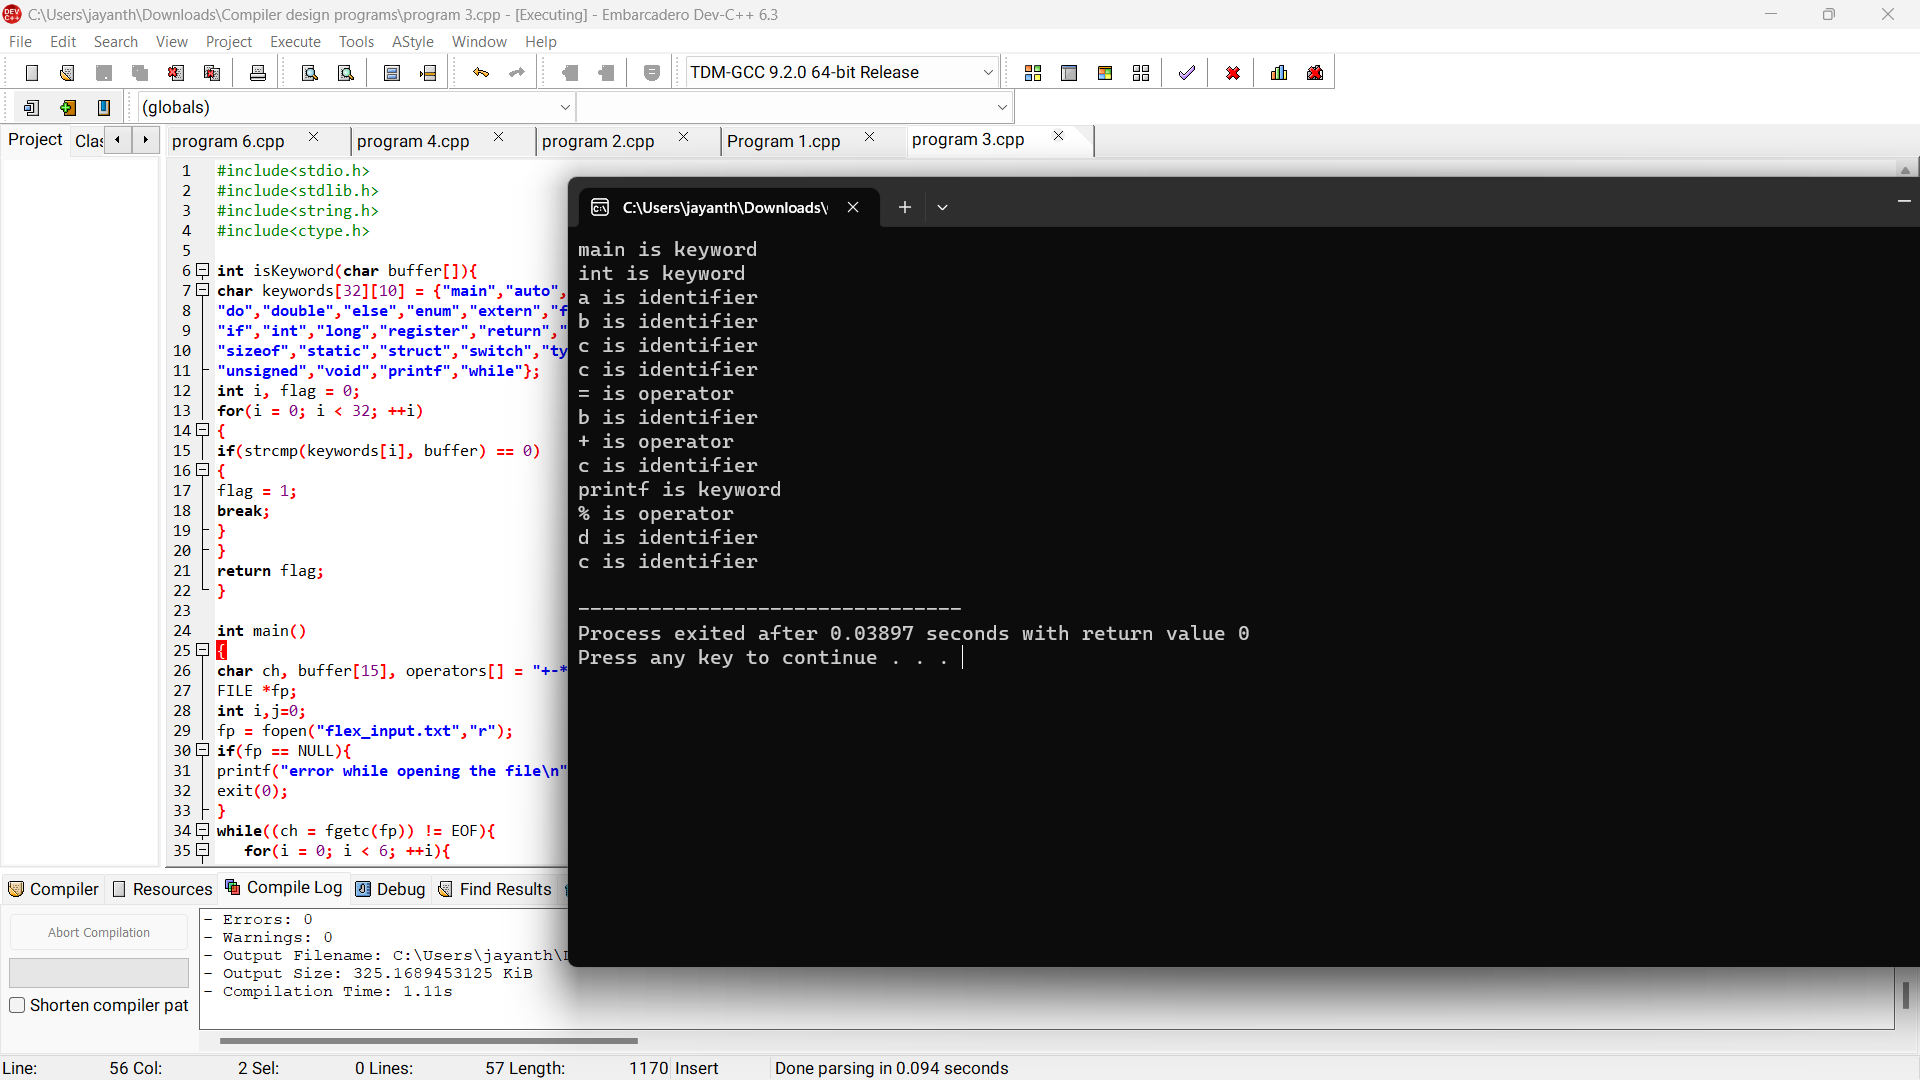 C:\Users\jayanth\Downloads\Compiler design programs\program 3.cpp - [Executing] - Embarcadero Dev-C++ 6.3
File Edit Search View Project Execute Tools AStyle Window Help
TDM-GCC 9.2.0 64-bit Release
(globals)
Project Clas program 6.cpp program 4.cpp program 2.cpp Program 1.cpp program 3.cpp
1 #include<stdio.h>
2 #include<stdlib.h>
3 #include<string.h>
4 #include<ctype.h>
5
6 int isKeyword(char buffer[]){
7 char keywords[32][10] = {"main","auto",
8 "do","double","else","enum","extern","f
9 "if","int","long","register","return","
10 "sizeof","static","struct","switch","ty
11 "unsigned","void","printf","while"};
12 int i, flag = 0;
13 for(i = 0; i < 32; ++i)
14 {
15 if(strcmp(keywords[i], buffer) == 0)
16 {
17 flag = 1;
18 break;
19 }
20 }
21 return flag;
22 }
23
24 int main()
25 {
26 char ch, buffer[15], operators[] = "+-*
27 FILE *fp;
28 int i,j=0;
29 fp = fopen("flex_input.txt","r");
30 if(fp == NULL){
31 printf("error while opening the file\n"
32 exit(0);
33 }
34 while((ch = fgetc(fp)) != EOF){
35 for(i = 0; i < 6; ++i){
C:\Users\jayanth\Downloads\
main is keyword
int is keyword
a is identifier
b is identifier
c is identifier
c is identifier
= is operator
b is identifier
+ is operator
c is identifier
printf is keyword
% is operator
d is identifier
c is identifier
--------------------------------
Process exited after 0.03897 seconds with return value 0
Press any key to continue . . .
Compiler Resources Compile Log Debug Find Results
Abort Compilation
Shorten compiler pat
- Errors: 0
- Warnings: 0
- Output Filename: C:\Users\jayanth\
- Output Size: 325.1689453125 KiB
- Compilation Time: 1.11s
Line: 56 Col: 2 Sel: 0 Lines: 57 Length: 1170 Insert Done parsing in 0.094 seconds